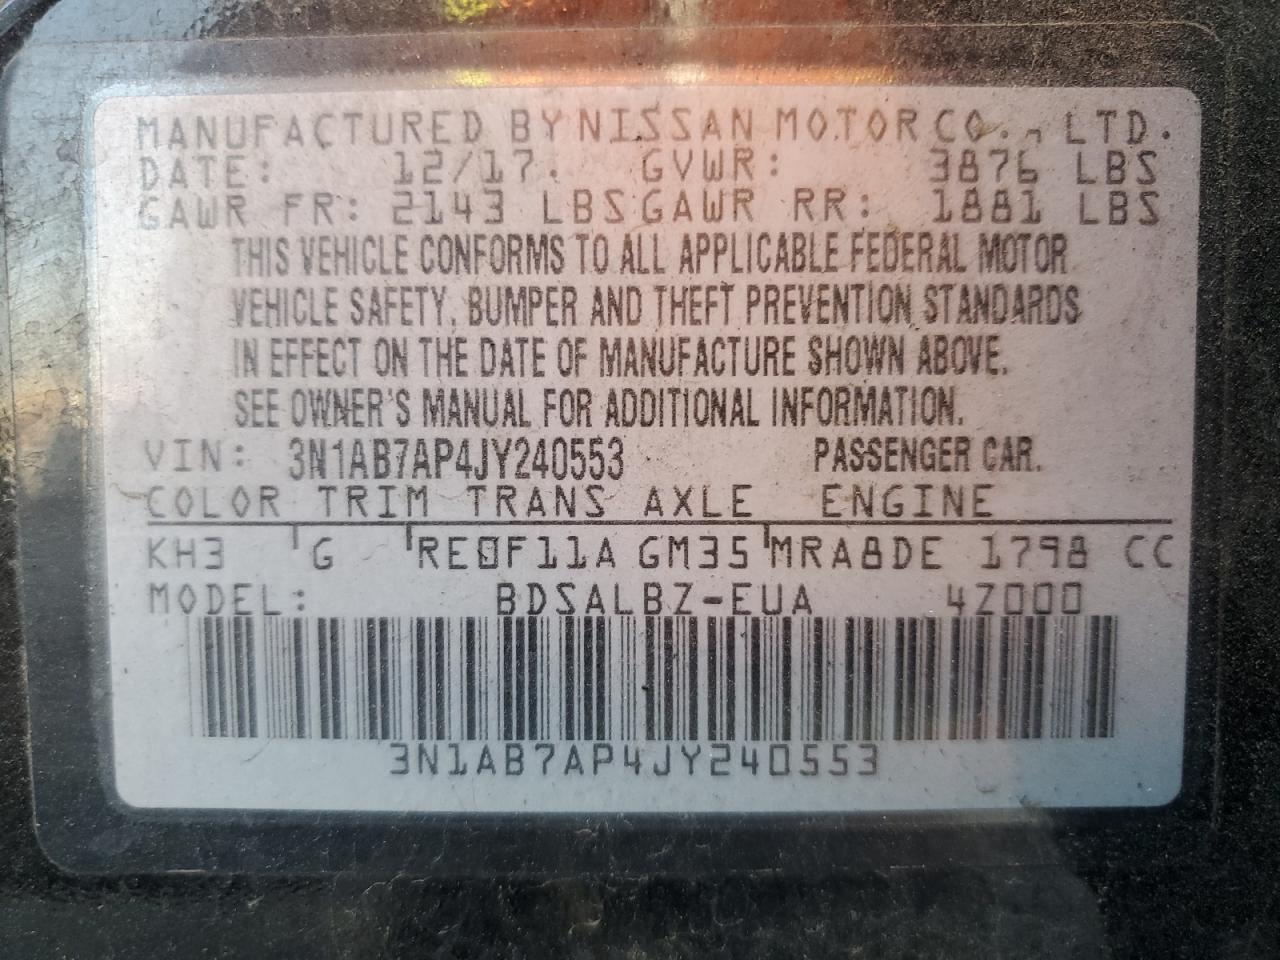 MANUFACTURED BY NISSAN MOTOR CO., LTD.
DATE: 12/17. GVWR: 3876 LBS
GAWR FR: 2143 LBS GAWR RR: 1881 LBS
THIS VEHICLE CONFORMS TO ALL APPLICABLE FEDERAL MOTOR
VEHICLE SAFETY, BUMPER AND THEFT PREVENTION STANDARDS
IN EFFECT ON THE DATE OF MANUFACTURE SHOWN ABOVE.
SEE OWNER'S MANUAL FOR ADDITIONAL INFORMATION.
VIN: 3N1AB7AP4JY240553 PASSENGER CAR.
COLOR TRIM TRANS AXLE ENGINE
KH3 G RE0F11A GM35 MRA8DE 1798 CC
MODEL: BDSALBZ-EUA 4Z000
3N1AB7AP4JY240553